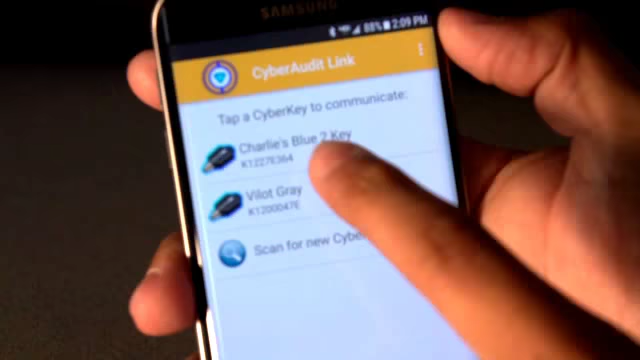 SAMSUNG
88% 2:09 PM
CyberAudit Link
Tap a CyberKey to communicate:
Charlie's Blue 2 Key
K1227E364
Vilot Gray
K1200047E
Scan for new Cyber